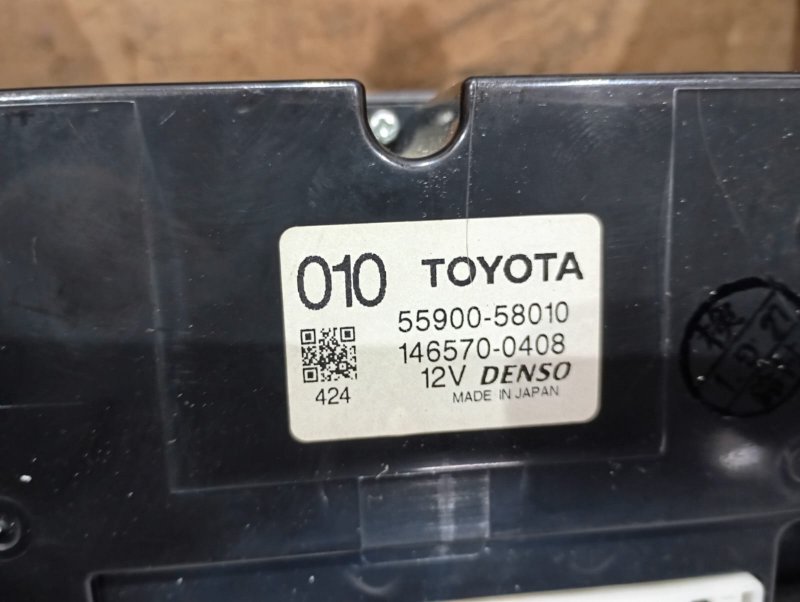 010 TOYOTA
55900-58010
146570-0408
12V DENSO
424
MADE IN JAPAN